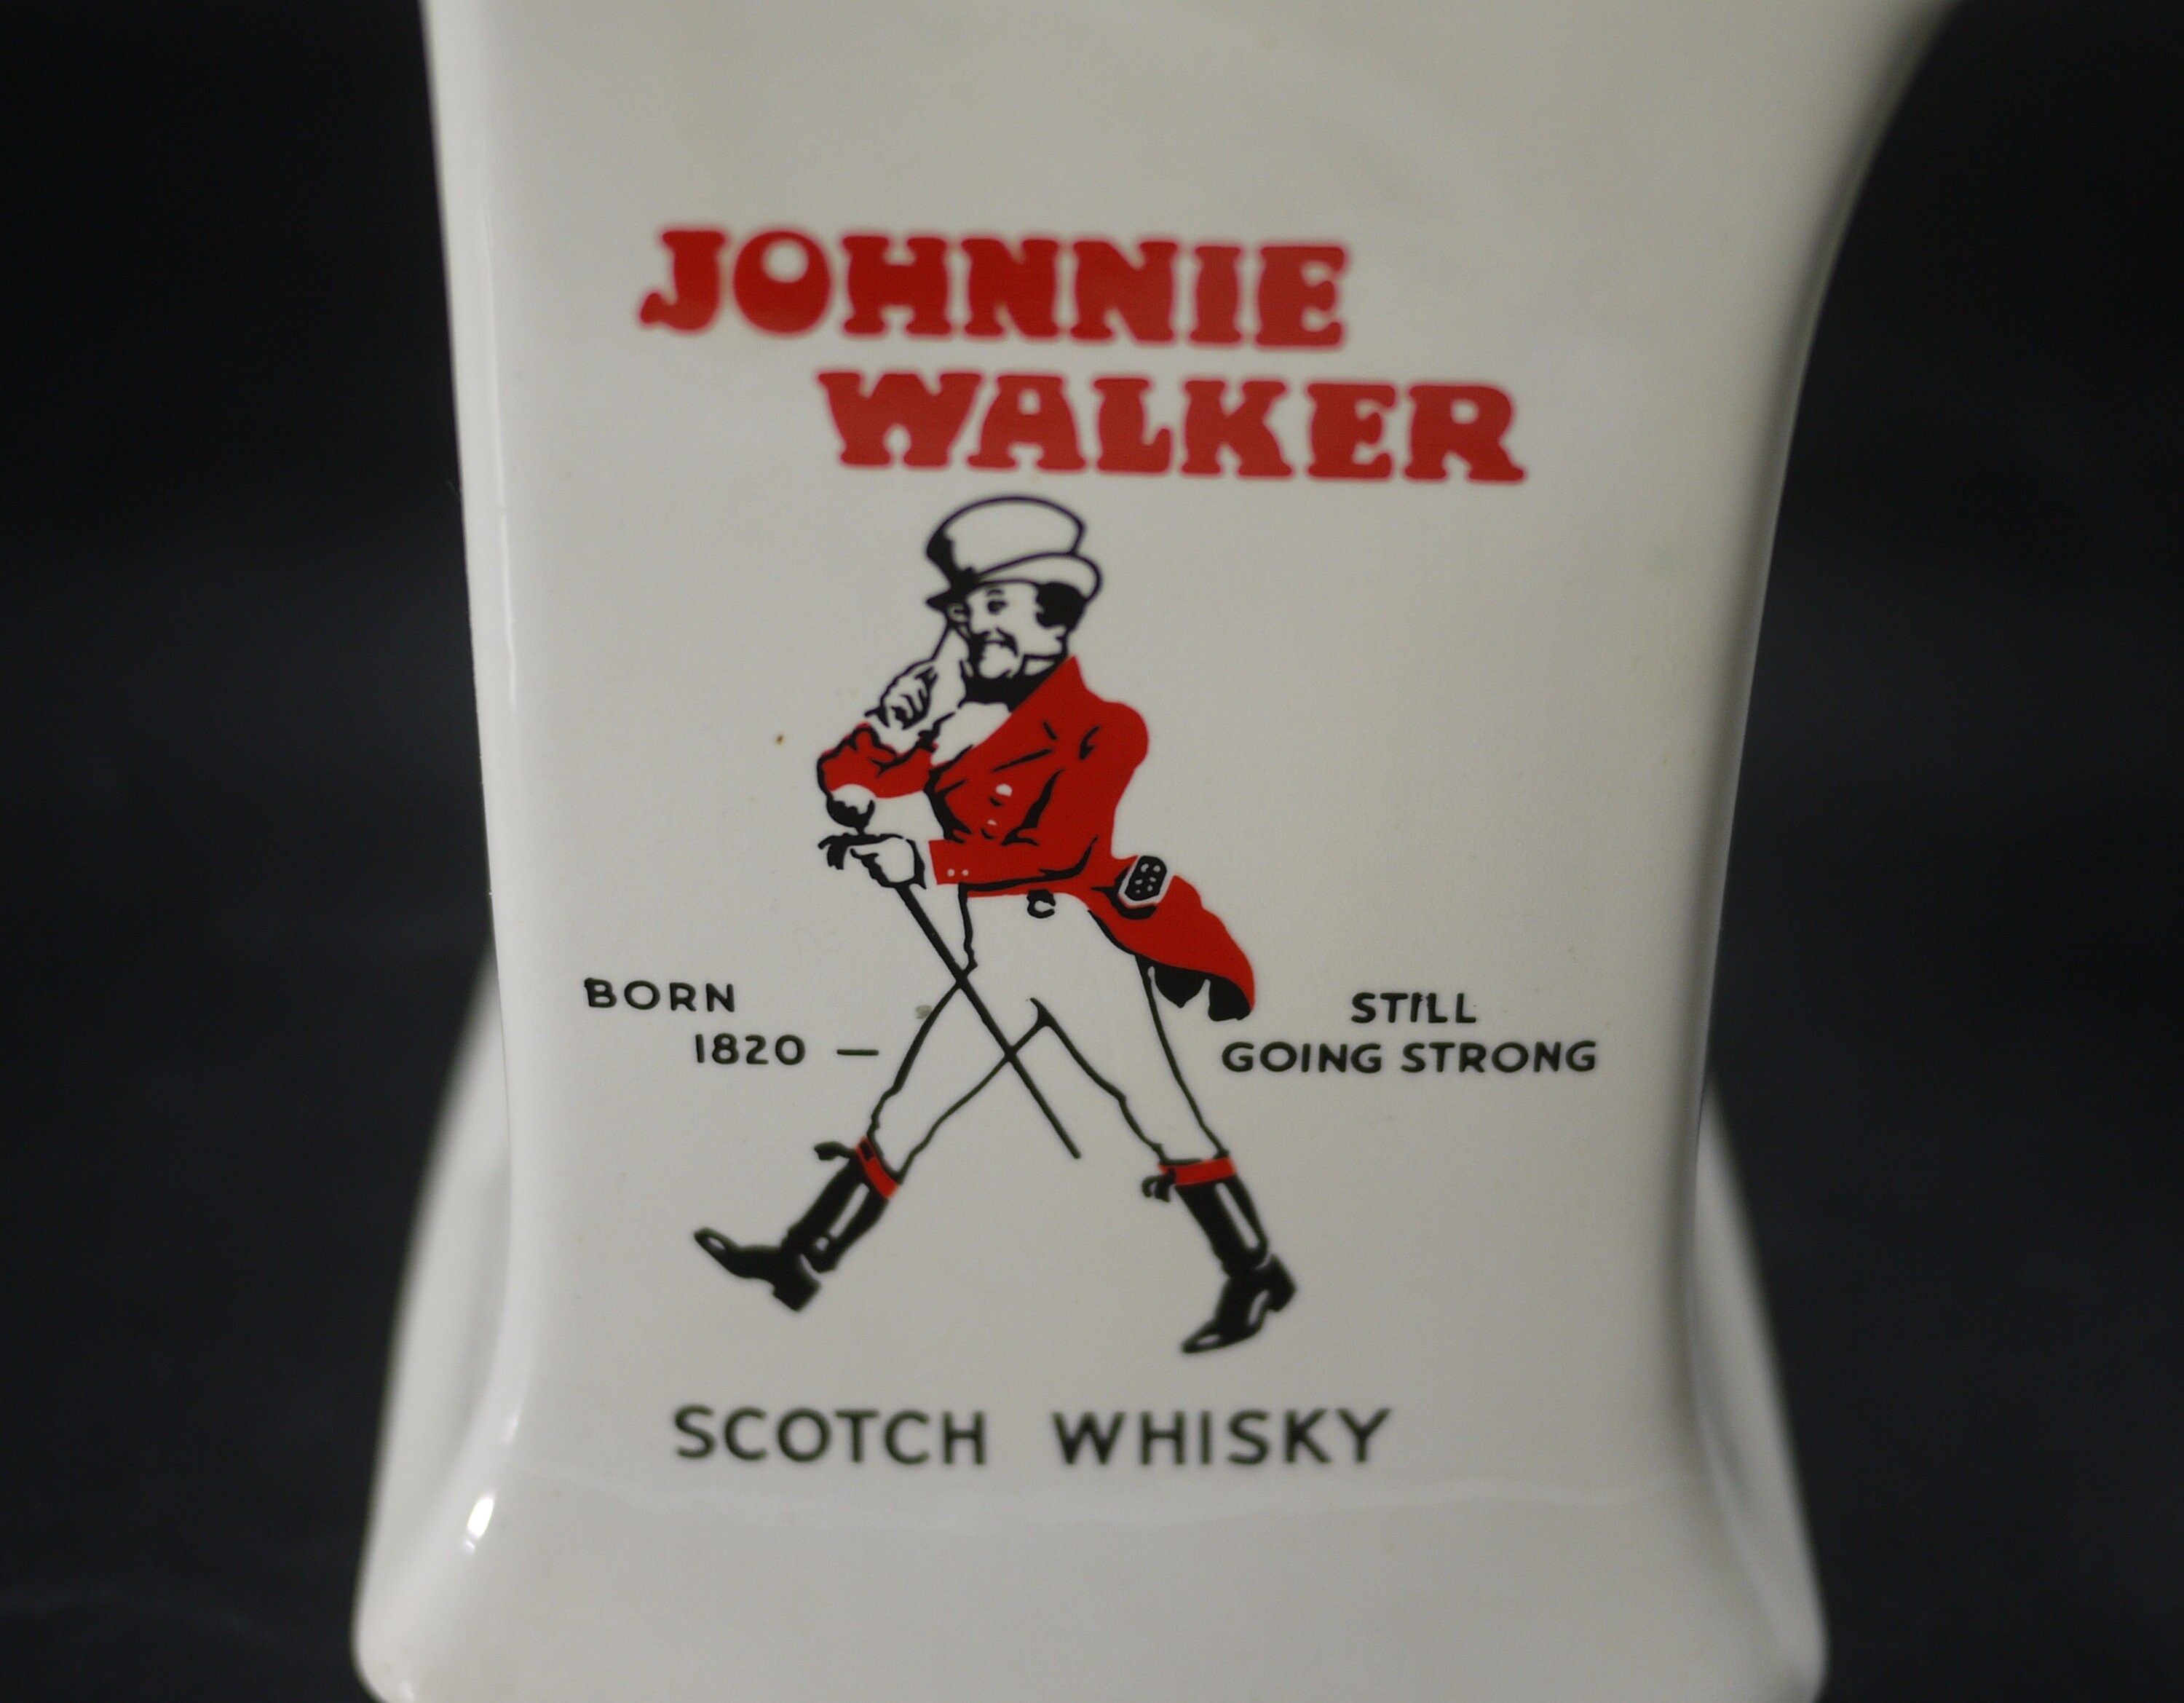 JOHNNIE
WALKER
BORN
1820 —
STILL
GOING STRONG
SCOTCH WHISKY